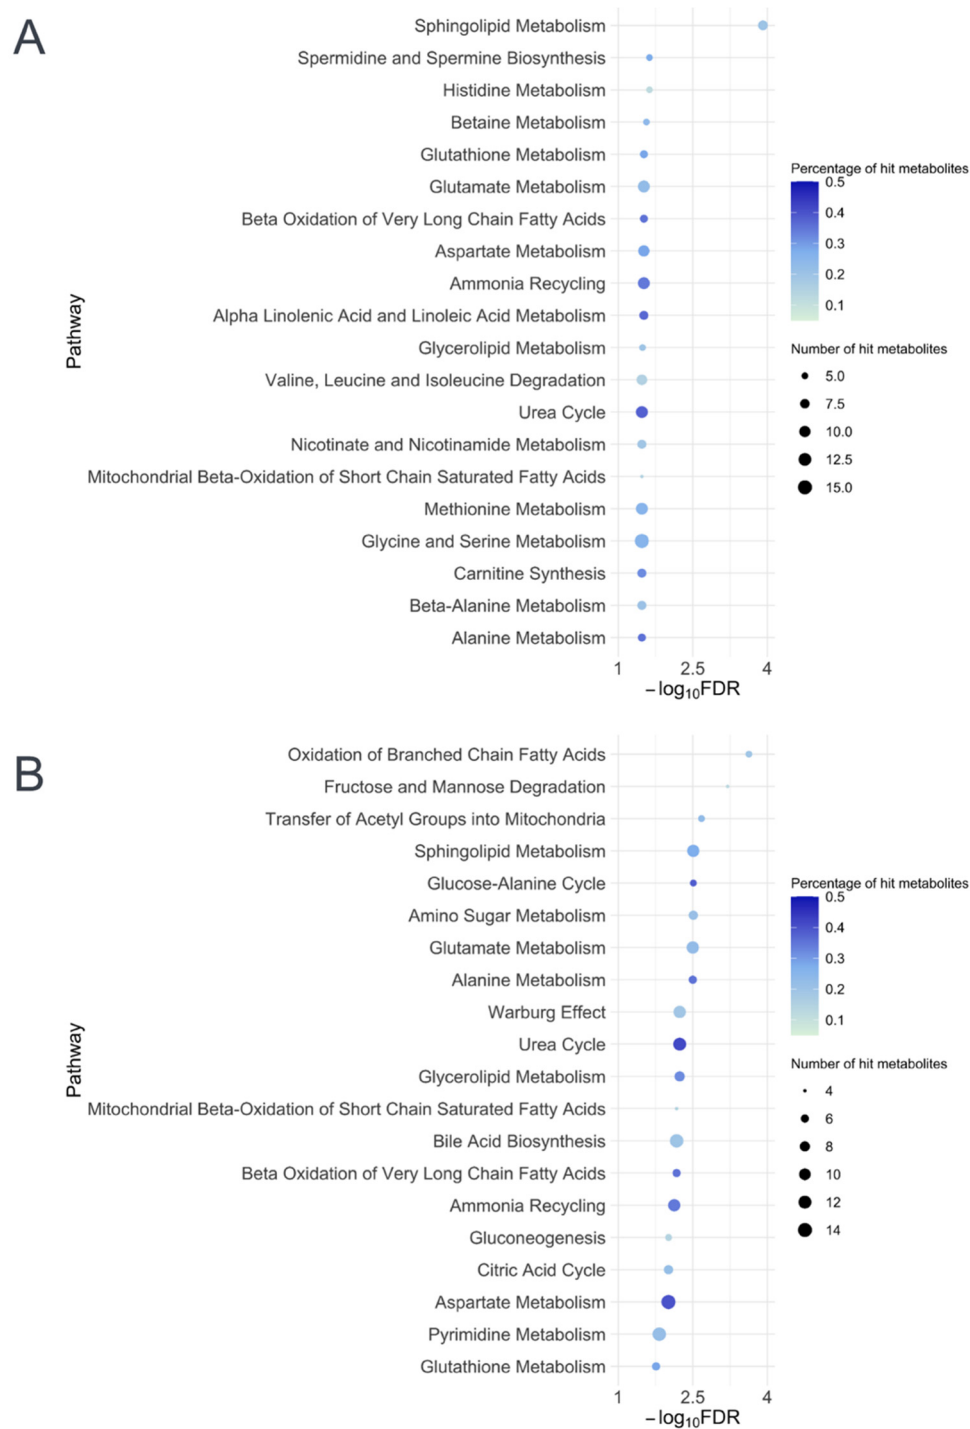 A
Sphingolipid Metabolism
Spermidine and Spermine Biosynthesis
Histidine Metabolism
Betaine Metabolism
Glutathione Metabolism
Glutamate Metabolism
Beta Oxidation of Very Long Chain Fatty Acids
Aspartate Metabolism
Ammonia Recycling
Alpha Linolenic Acid and Linoleic Acid Metabolism
Glycerolipid Metabolism
Valine, Leucine and Isoleucine Degradation
Urea Cycle
Nicotinate and Nicotinamide Metabolism
Mitochondrial Beta-Oxidation of Short Chain Saturated Fatty Acids
Methionine Metabolism
Glycine and Serine Metabolism
Carnitine Synthesis
Beta-Alanine Metabolism
Alanine Metabolism
Pathway
1 2.5 4
−log₁₀FDR
Percentage of hit metabolites
0.5
0.4
0.3
0.2
0.1
Number of hit metabolites
5.0
7.5
10.0
12.5
15.0
B
Oxidation of Branched Chain Fatty Acids
Fructose and Mannose Degradation
Transfer of Acetyl Groups into Mitochondria
Sphingolipid Metabolism
Glucose-Alanine Cycle
Amino Sugar Metabolism
Glutamate Metabolism
Alanine Metabolism
Warburg Effect
Urea Cycle
Glycerolipid Metabolism
Mitochondrial Beta-Oxidation of Short Chain Saturated Fatty Acids
Bile Acid Biosynthesis
Beta Oxidation of Very Long Chain Fatty Acids
Ammonia Recycling
Gluconeogenesis
Citric Acid Cycle
Aspartate Metabolism
Pyrimidine Metabolism
Glutathione Metabolism
Pathway
1 2.5 4
−log₁₀FDR
Percentage of hit metabolites
0.5
0.4
0.3
0.2
0.1
Number of hit metabolites
4
6
8
10
12
14